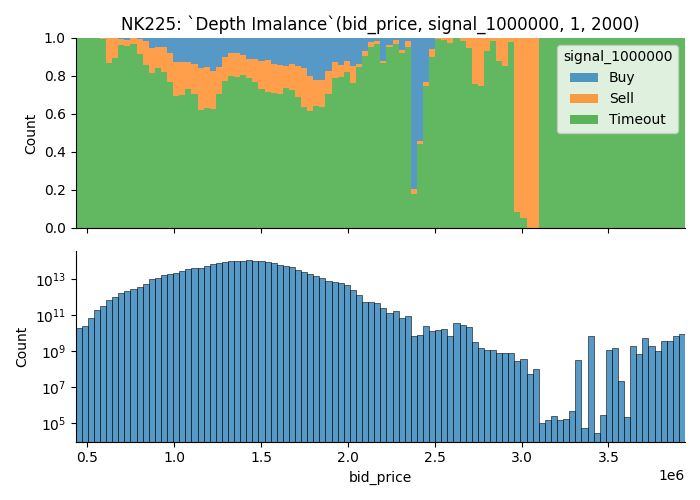 NK225: `Depth Imalance`(bid_price, signal_1000000, 1, 2000)
1.0
0.8
0.6
0.4
0.2
0.0
Count
signal_1000000
Buy
Sell
Timeout
10^13
10^11
10^9
10^7
10^5
Count
0.5 1.0 1.5 2.0 2.5 3.0 3.5
1e6
bid_price